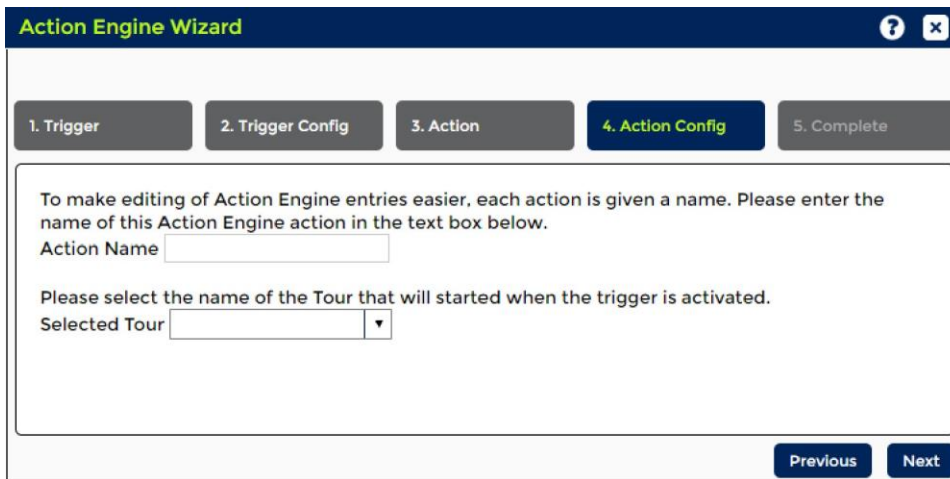 Action Engine Wizard
1. Trigger
2. Trigger Config
3. Action
4. Action Config
5. Complete
To make editing of Action Engine entries easier, each action is given a name. Please enter the
name of this Action Engine action in the text box below.
Action Name
Please select the name of the Tour that will started when the trigger is activated.
Selected Tour
Previous
Next